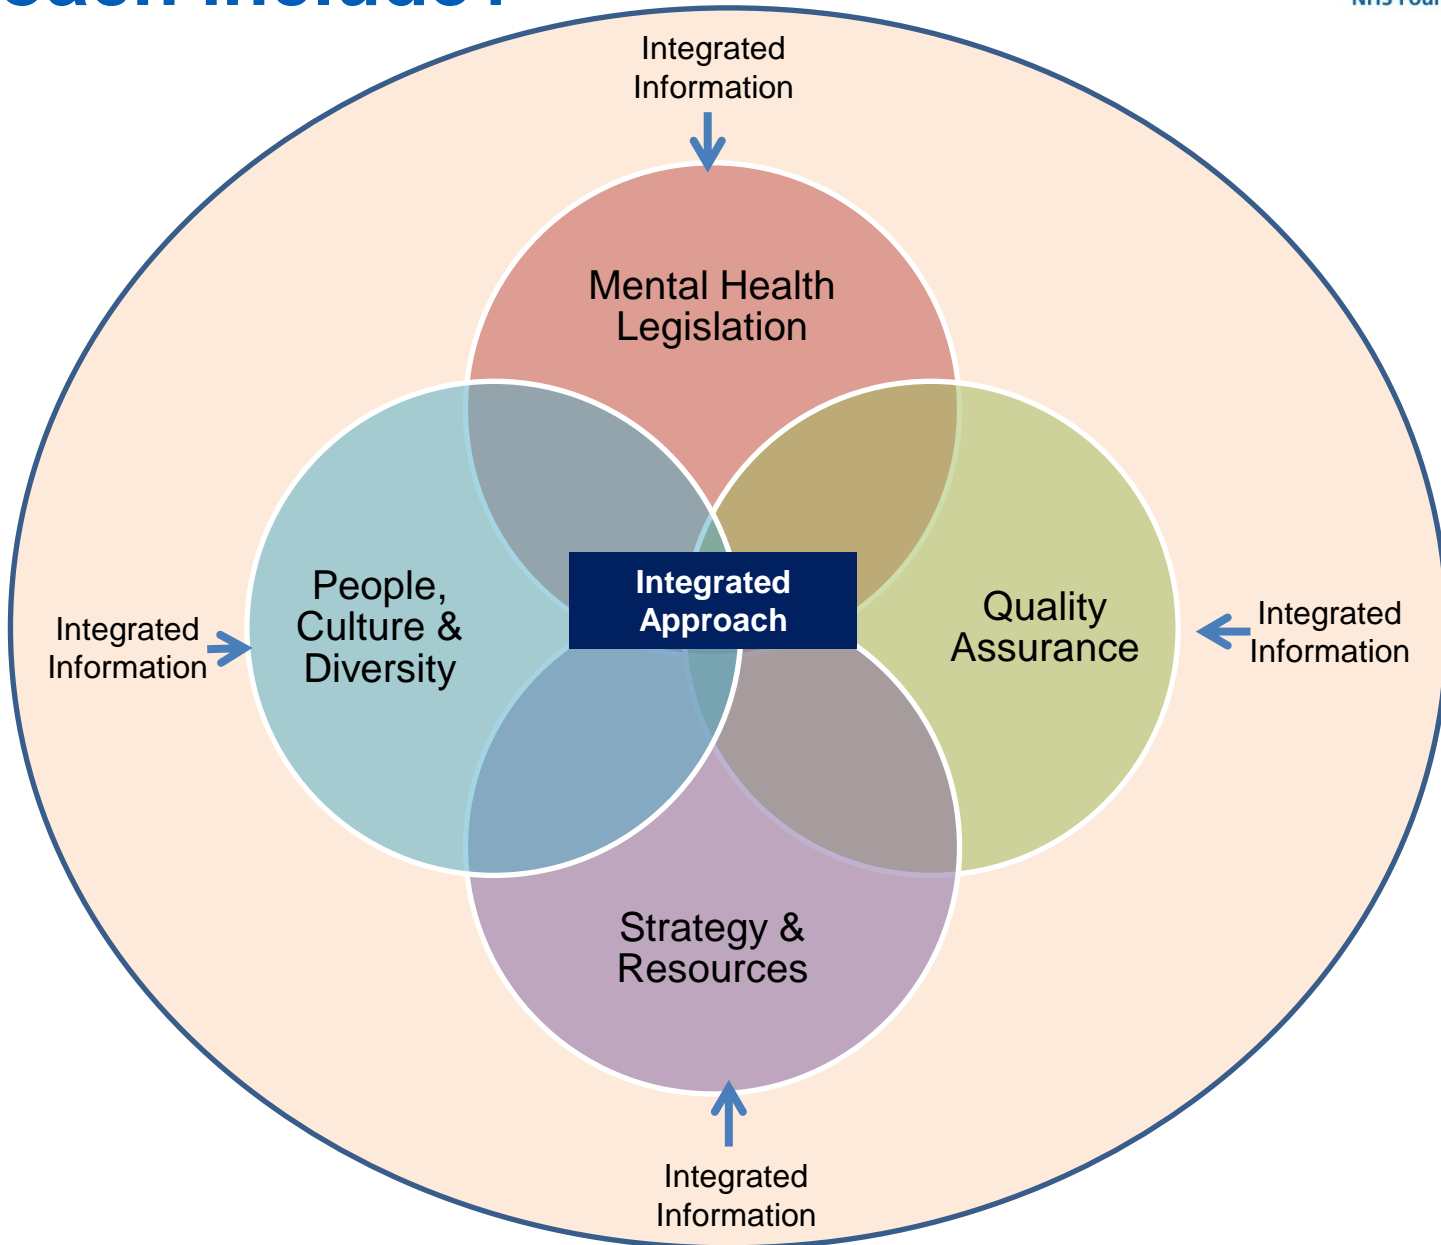 Integrated
Information
Mental Health
Legislation
People,
Culture &
Diversity
Integrated
Approach
Quality
Assurance
Integrated
Information
Integrated
Information
Strategy &
Resources
Integrated
Information